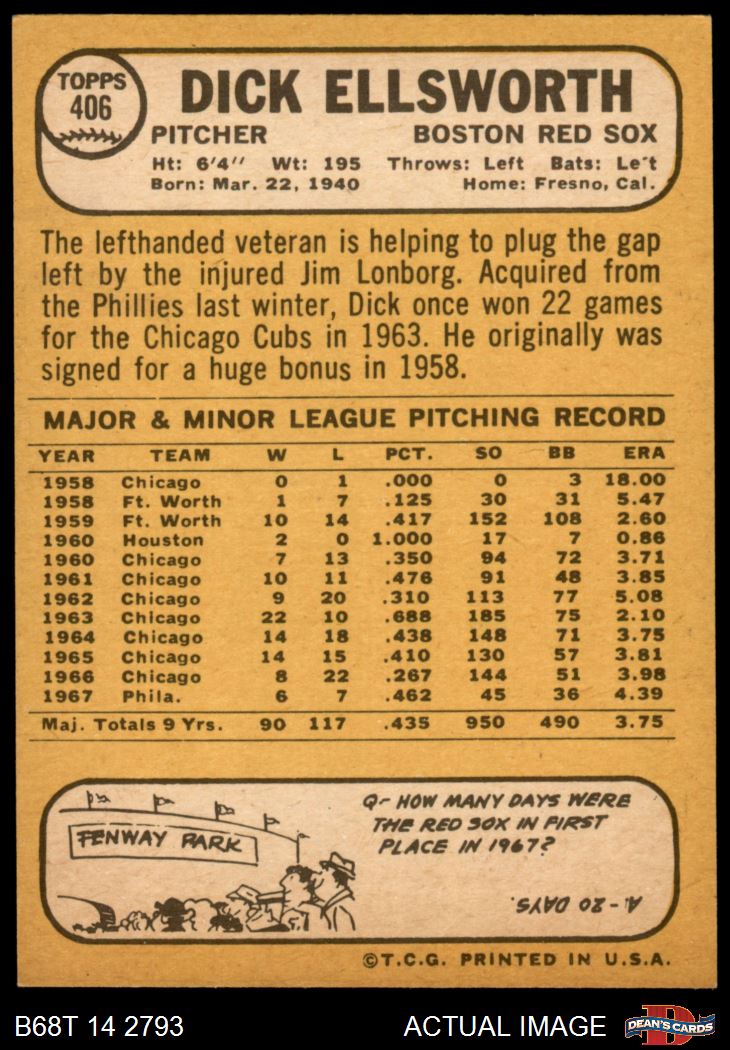 TOPPS
406
DICK ELLSWORTH
PITCHER BOSTON RED SOX
Ht: 6'4" Wt: 195 Throws: Left Bats: Le't
Born: Mar. 22, 1940 Home: Fresno, Cal.
The lefthanded veteran is helping to plug the gap
left by the injured Jim Lonborg. Acquired from
the Phillies last winter, Dick once won 22 games
for the Chicago Cubs in 1963. He originally was
signed for a huge bonus in 1958.
MAJOR & MINOR LEAGUE PITCHING RECORD
YEAR TEAM W L PCT. SO BB ERA
1958 Chicago 0 1 .000 0 3 18.00
1958 Ft. Worth 1 7 .125 30 31 5.47
1959 Ft. Worth 10 14 .417 152 108 2.60
1960 Houston 2 0 1.000 17 7 0.86
1960 Chicago 7 13 .350 94 72 3.71
1961 Chicago 10 11 .476 91 48 3.85
1962 Chicago 9 20 .310 113 77 5.08
1963 Chicago 22 10 .688 185 75 2.10
1964 Chicago 14 18 .438 148 71 3.75
1965 Chicago 14 15 .410 130 57 3.81
1966 Chicago 8 22 .267 144 51 3.98
1967 Phila. 6 7 .462 45 36 4.39
Maj. Totals 9 Yrs. 90 117 .435 950 490 3.75
FENWAY PARK
Q- HOW MANY DAYS WERE
THE RED SOX IN FIRST
PLACE IN 1967?
A.-20 DAYS.
©T.C.G. PRINTED IN U.S.A.
B68T 14 2793 ACTUAL IMAGE
D
DEAN'S CARDS